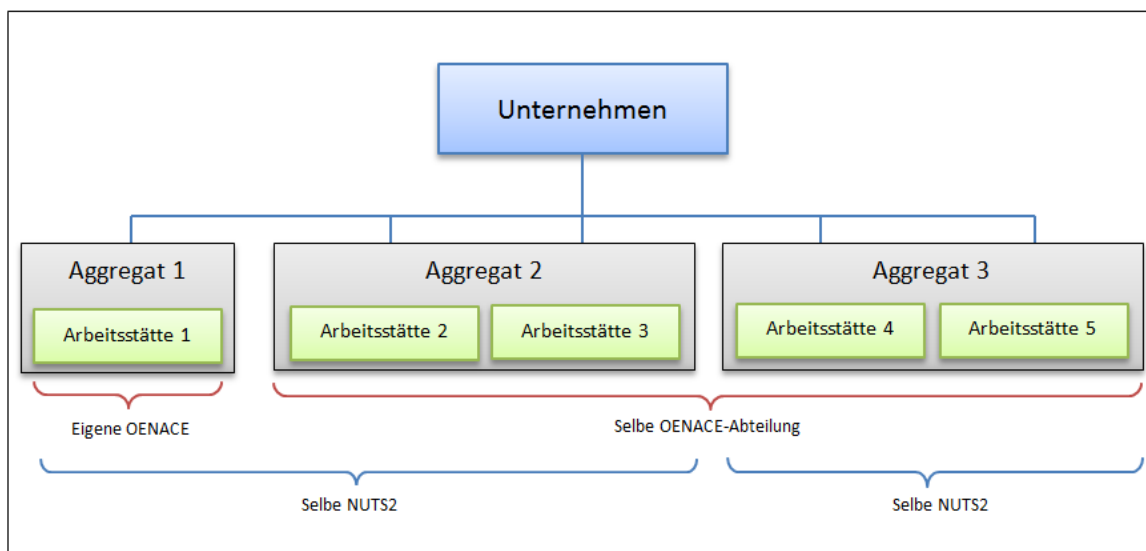 Unternehmen
Aggregat 1
Aggregat 2
Aggregat 3
Arbeitsstätte 1
Arbeitsstätte 2
Arbeitsstätte 3
Arbeitsstätte 4
Arbeitsstätte 5
Eigene OENACE
Selbe OENACE-Abteilung
Selbe NUTS2
Selbe NUTS2